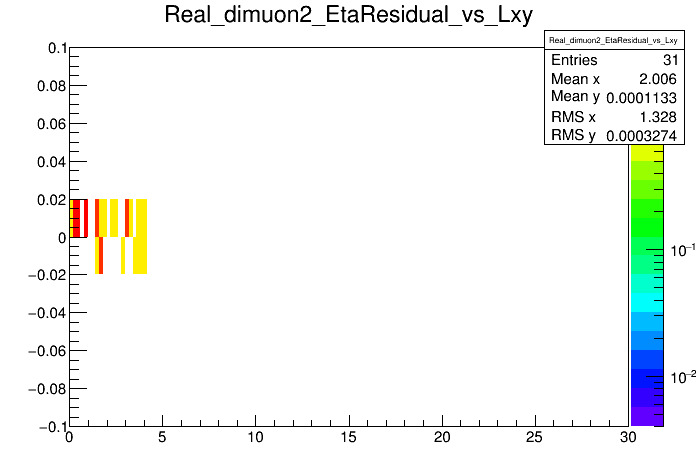 Real_dimuon2_EtaResidual_vs_Lxy
Real_dimuon2_EtaResidual_vs_Lxy
Entries 31
Mean x 2.006
Mean y 0.0001133
RMS x 1.328
RMS y 0.0003274
0.1
0.08
0.06
0.04
0.02
0
−0.02
−0.04
−0.06
−0.08
−0.1
0 5 10 15 20 25 30
10−1
10−2